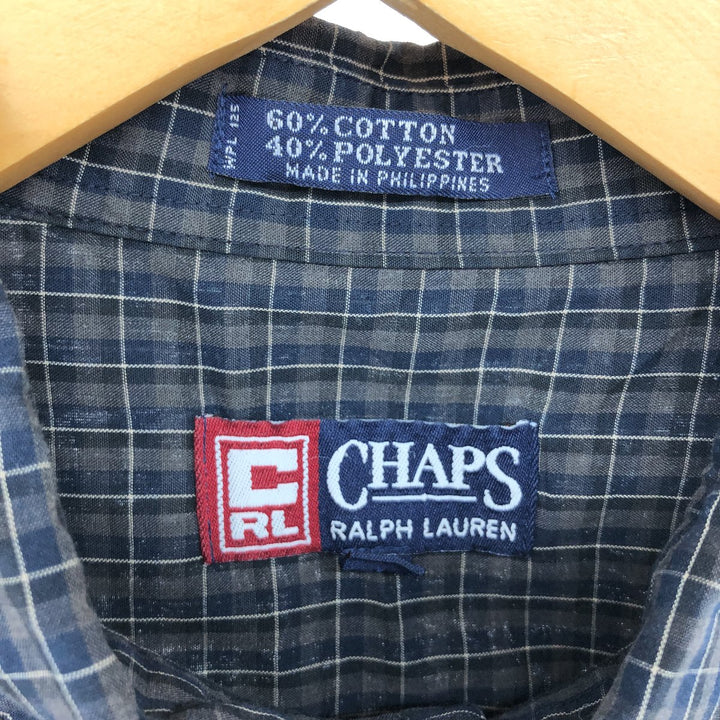 WPL 125
60% COTTON
40% POLYESTER
MADE IN PHILIPPINES
C
RL
CHAPS
RALPH LAUREN